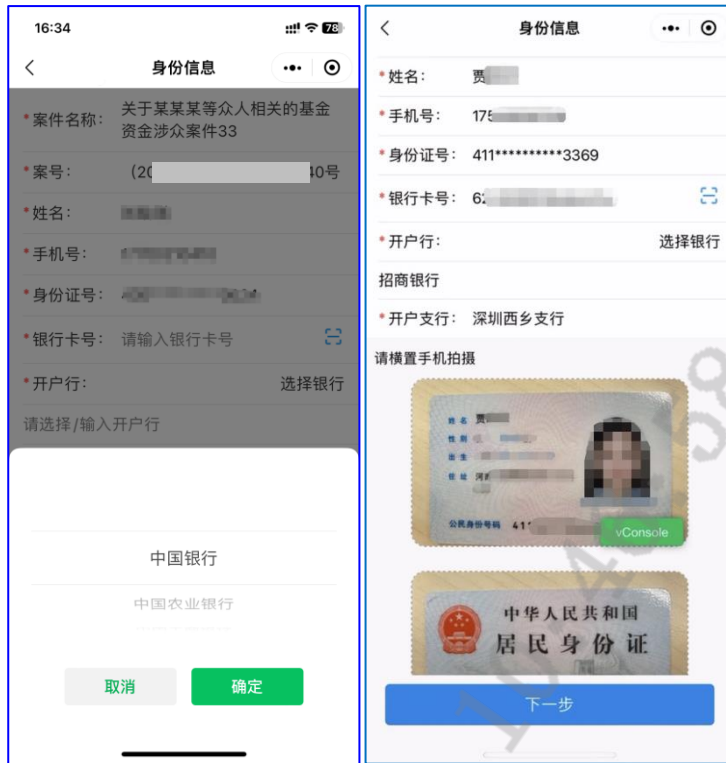 16:34
78
身份信息
*案件名称: 关于某某某等众人相关的基金
资金涉众案件33
*案号: (20 40号
*姓名:
*手机号:
*身份证号:
*银行卡号: 请输入银行卡号
*开户行: 选择银行
请选择/输入开户行
中国银行
中国农业银行
取消 确定
身份信息
*姓名: 贾
*手机号: 175
*身份证号: 411**********3369
*银行卡号: 62
*开户行: 选择银行
招商银行
*开户支行: 深圳西乡支行
请横置手机拍摄
姓名 贾
性别
出生
住址 河
公民身份号码 411
vConsole
中华人民共和国
居民身份证
下一步